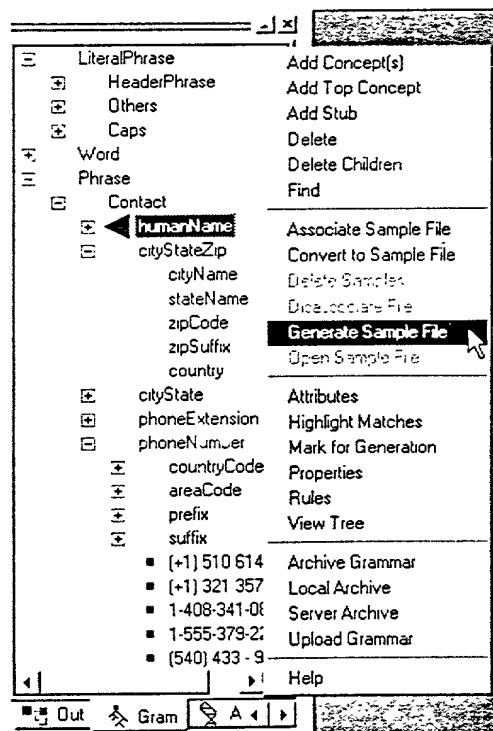 LiteralPhrase
HeaderPhrase
Others
Caps
Word
Phrase
Contact
humanName
cityStateZip
cityName
stateName
zipCode
zipSuffix
country
cityState
phoneExtension
phoneNumber
countryCode
areaCode
prefix
suffix
(+1) 510 614
(+1) 321 357
1-408-341-08
1-555-379-22
(540) 433 - 9
Out
Gram
A
Add Concept(s)
Add Top Concept
Add Stub
Delete
Delete Children
Find
Associate Sample File
Convert to Sample File
Delete Samples
Disassociate File
Generate Sample File
Open Sample File
Attributes
Highlight Matches
Mark for Generation
Properties
Rules
View Tree
Archive Grammar
Local Archive
Server Archive
Upload Grammar
Help